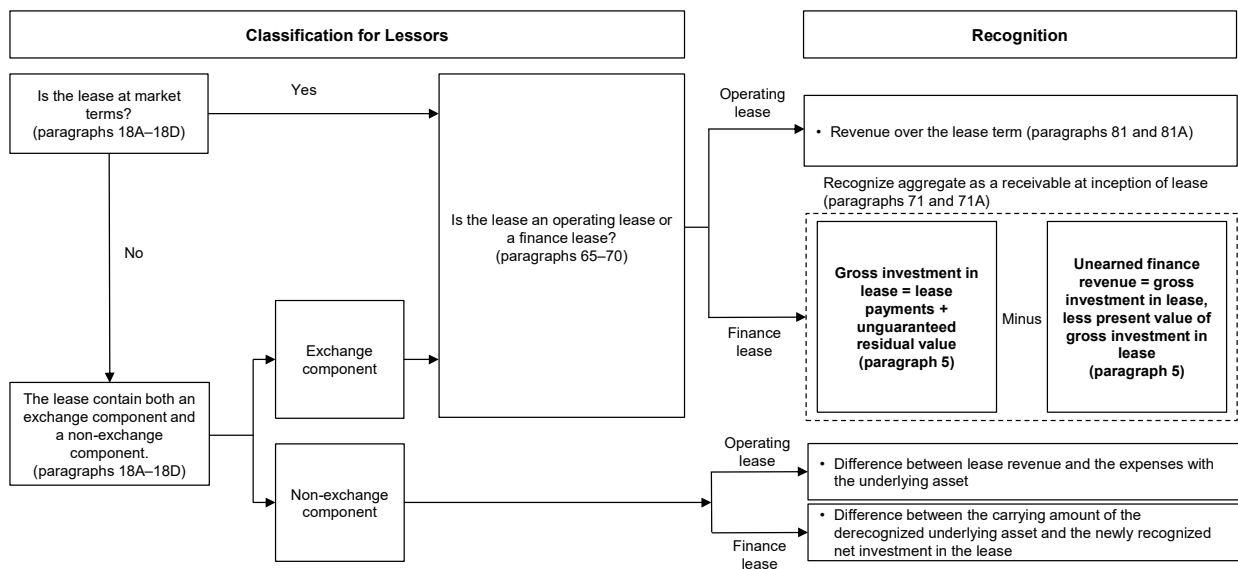 Classification for Lessors
Recognition
Is the lease at market
terms?
(paragraphs 18A–18D)
Yes
No
The lease contain both an
exchange component and
a non-exchange
component.
(paragraphs 18A–18D)
Exchange
component
Non-exchange
component
Is the lease an operating lease or
a finance lease?
(paragraphs 65–70)
Operating
lease
• Revenue over the lease term (paragraphs 81 and 81A)
Recognize aggregate as a receivable at inception of lease
(paragraphs 71 and 71A)
Finance
lease
Gross investment in
lease = lease
payments +
unguaranteed
residual value
(paragraph 5)
Minus
Unearned finance
revenue = gross
investment in lease,
less present value of
gross investment in
lease
(paragraph 5)
Operating
lease
• Difference between lease revenue and the expenses with
the underlying asset
Finance
lease
• Difference between the carrying amount of the
derecognized underlying asset and the newly recognized
net investment in the lease